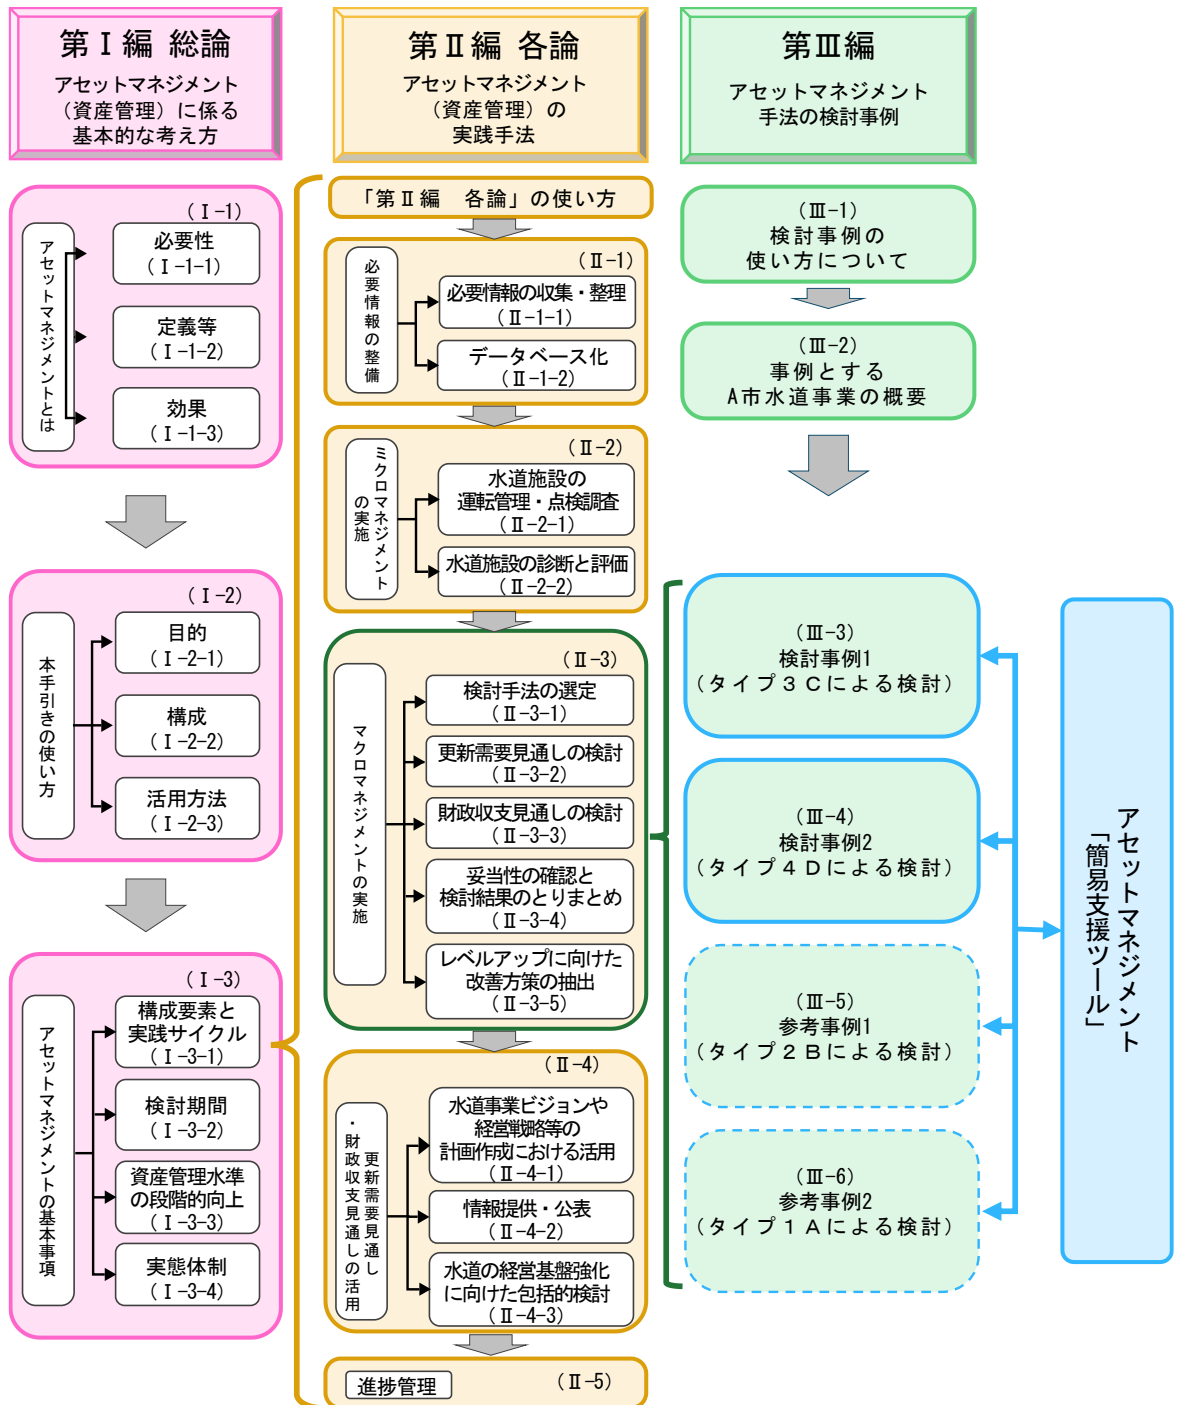 第Ⅰ編 総論
アセットマネジメント
（資産管理）に係る
基本的な考え方
(Ⅰ-1)
アセットマネジメントとは
必要性
(Ⅰ-1-1)
定義等
(Ⅰ-1-2)
効果
(Ⅰ-1-3)
(Ⅰ-2)
本手引きの使い方
目的
(Ⅰ-2-1)
構成
(Ⅰ-2-2)
活用方法
(Ⅰ-2-3)
(Ⅰ-3)
アセットマネジメントの基本事項
構成要素と
実践サイクル
(Ⅰ-3-1)
検討期間
(Ⅰ-3-2)
資産管理水準
の段階的向上
(Ⅰ-3-3)
実態体制
(Ⅰ-3-4)
第Ⅱ編 各論
アセットマネジメント
（資産管理）の
実践手法
「第Ⅱ編 各論」の使い方
(Ⅱ-1)
必要情報の整備
必要情報の収集・整理
(Ⅱ-1-1)
データベース化
(Ⅱ-1-2)
(Ⅱ-2)
ミクロマネジメント
の実施
水道施設の
運転管理・点検調査
(Ⅱ-2-1)
水道施設の診断と評価
(Ⅱ-2-2)
(Ⅱ-3)
マクロマネジメントの実施
検討手法の選定
(Ⅱ-3-1)
更新需要見通しの検討
(Ⅱ-3-2)
財政収支見通しの検討
(Ⅱ-3-3)
妥当性の確認と
検討結果のとりまとめ
(Ⅱ-3-4)
レベルアップに向けた
改善方策の抽出
(Ⅱ-3-5)
(Ⅱ-4)
更新需要見通し
・財政収支見通しの活用
水道事業ビジョンや
経営戦略等の
計画作成における活用
(Ⅱ-4-1)
情報提供・公表
(Ⅱ-4-2)
水道の経営基盤強化
に向けた包括的検討
(Ⅱ-4-3)
進捗管理
(Ⅱ-5)
第Ⅲ編
アセットマネジメント
手法の検討事例
(Ⅲ-1)
検討事例の
使い方について
(Ⅲ-2)
事例とする
A市水道事業の概要
(Ⅲ-3)
検討事例1
(タイプ３Ｃによる検討)
(Ⅲ-4)
検討事例2
(タイプ４Ｄによる検討)
(Ⅲ-5)
参考事例1
(タイプ２Ｂによる検討)
(Ⅲ-6)
参考事例2
(タイプ１Ａによる検討)
アセットマネジメント
「簡易支援ツール」